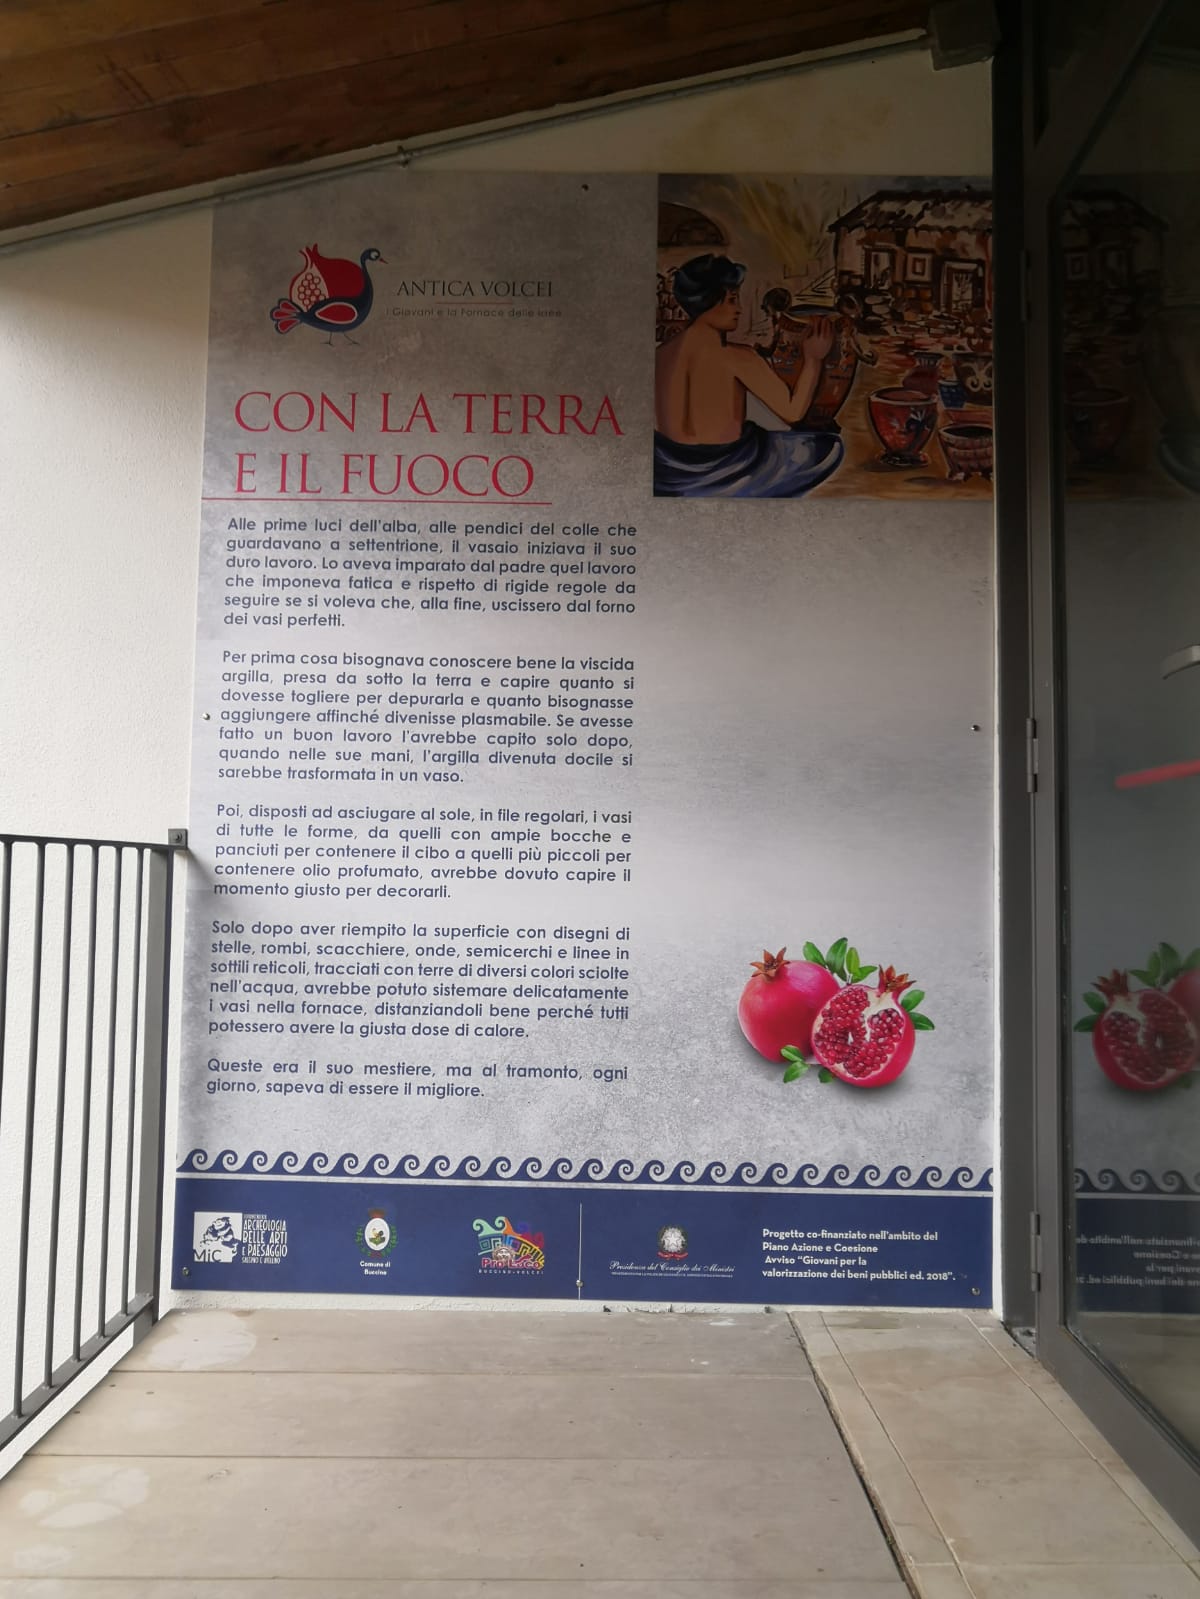 ANTICA VOLCEI
I Giovani e la Fornace delle Idee
CON LA TERRA
E IL FUOCO
Alle prime luci dell'alba, alle pendici del colle che
guardavano a settentrione, il vasaio iniziava il suo
duro lavoro. Lo aveva imparato dal padre quel lavoro
che imponeva fatica e rispetto di rigide regole da
seguire se si voleva che, alla fine, uscissero dal forno
dei vasi perfetti.
Per prima cosa bisognava conoscere bene la viscida
argilla, presa da sotto la terra e capire quanto si
dovesse togliere per depurarla e quanto bisognasse
aggiungere affinché divenisse plasmabile. Se avesse
fatto un buon lavoro l'avrebbe capito solo dopo,
quando nelle sue mani, l'argilla divenuta docile si
sarebbe trasformata in un vaso.
Poi, disposti ad asciugare al sole, in file regolari, i vasi
di tutte le forme, da quelli con ampie bocche e
panciuti per contenere il cibo a quelli più piccoli per
contenere olio profumato, avrebbe dovuto capire il
momento giusto per decorarli.
Solo dopo aver riempito la superficie con disegni di
stelle, rombi, scacchiere, onde, semicerchi e linee in
sottili reticoli, tracciati con terre di diversi colori sciolte
nell'acqua, avrebbe potuto sistemare delicatamente
i vasi nella fornace, distanziandoli bene perché tutti
potessero avere la giusta dose di calore.
Queste era il suo mestiere, ma al tramonto, ogni
giorno, sapeva di essere il migliore.
MiC
ARCHEOLOGIA
BELLE ARTI
E PAESAGGIO
SALERNO E AVELLINO
Comune di
Buccino
Pro Loco
BUCCINO-VOLCEI
Presidenza del Consiglio dei Ministri
Progetto co-finanziato nell'ambito del
Piano Azione e Coesione
Avviso "Giovani per la
valorizzazione dei beni pubblici ed. 2018".